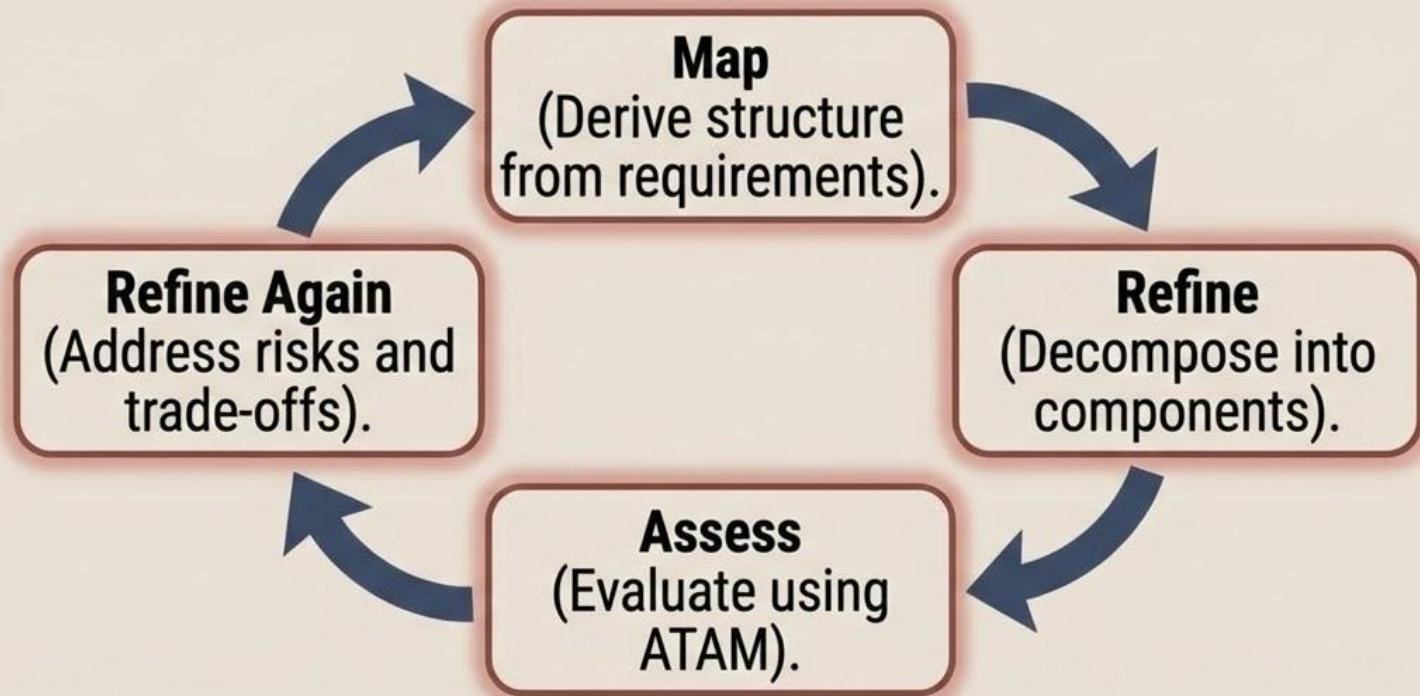 Map
(Derive structure
from requirements).
Refine
(Decompose into
components).
Assess
(Evaluate using
ATAM).
Refine Again
(Address risks and
trade-offs).